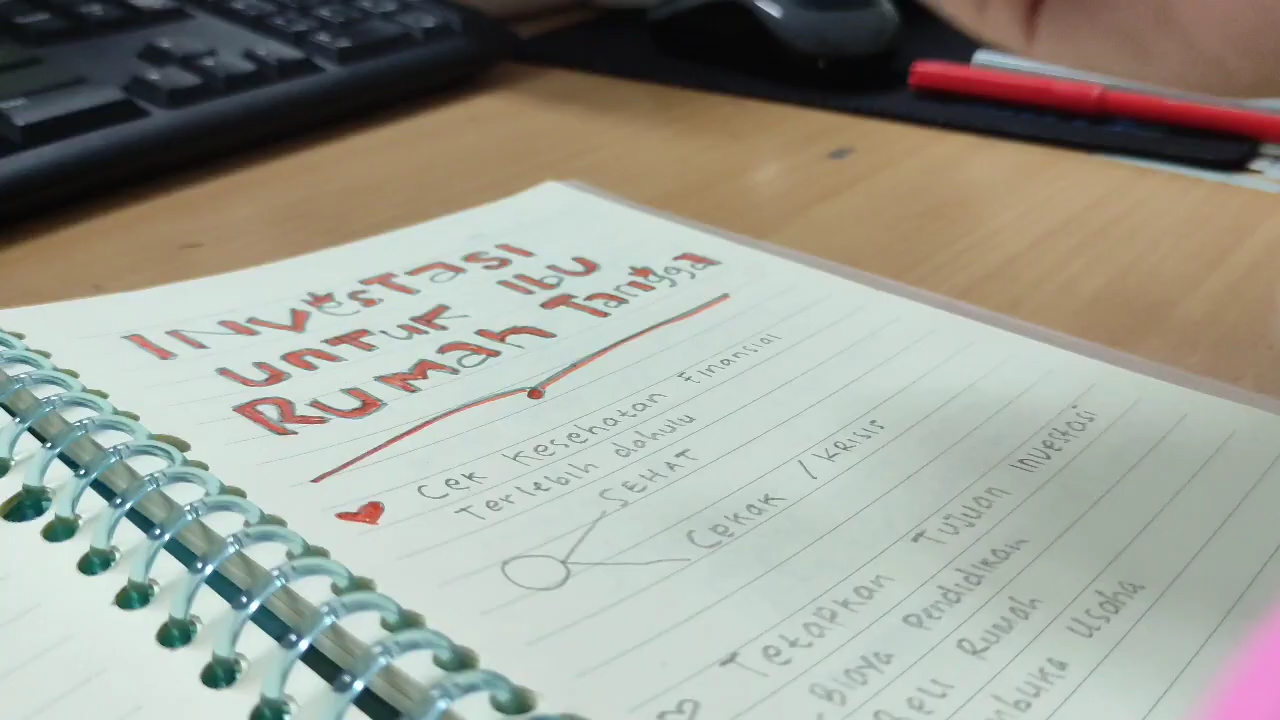 INVESTASI
UNTUK IBU
RUMAH TANGGA
Cek Kesehatan Finansial
Terlebih dahulu
SEHAT
Cekak / KRISIS
Tetapkan Tujuan Investasi
- Biaya Pendidikan
Beli Rumah
Usaha